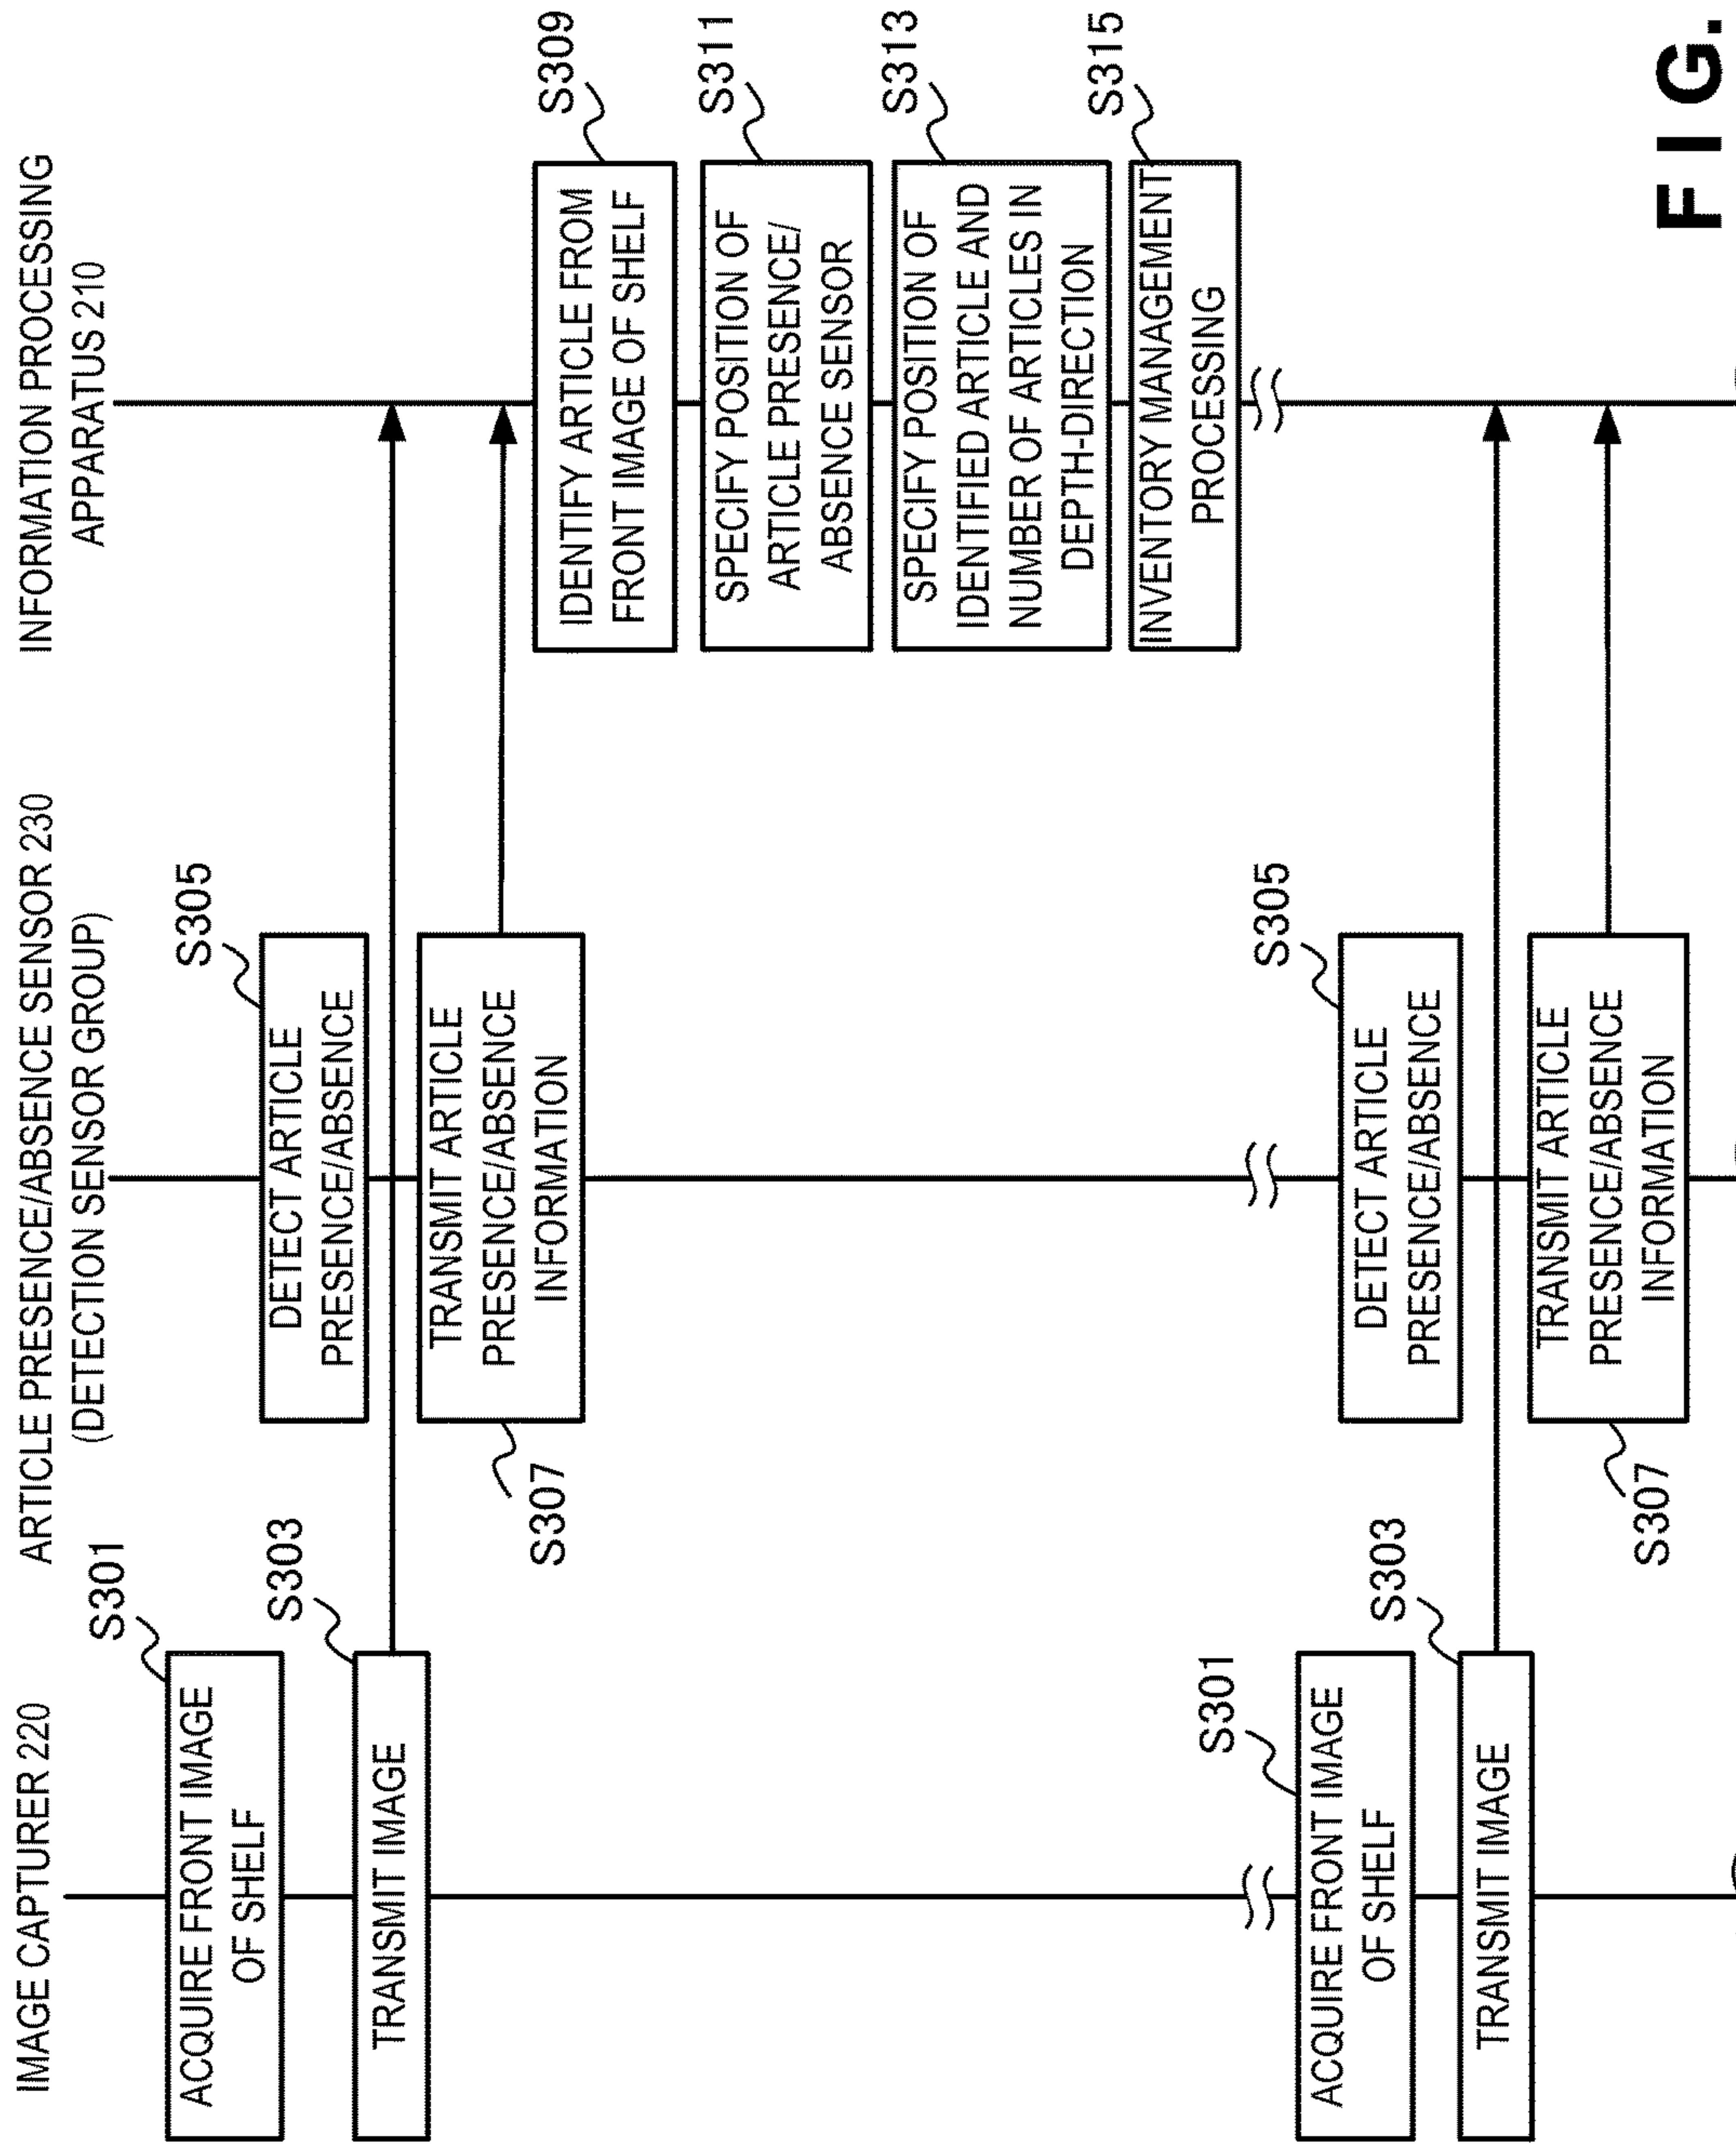 IMAGE CAPTURER 220
ARTICLE PRESENCE/ABSENCE SENSOR 230
(DETECTION SENSOR GROUP)
INFORMATION PROCESSING
APPARATUS 210
S301
ACQUIRE FRONT IMAGE
OF SHELF
S305
DETECT ARTICLE
PRESENCE/ABSENCE
S303
TRANSMIT IMAGE
TRANSMIT ARTICLE
PRESENCE/ABSENCE
INFORMATION
S307
S309
IDENTIFY ARTICLE FROM
FRONT IMAGE OF SHELF
S311
SPECIFY POSITION OF
ARTICLE PRESENCE/
ABSENCE SENSOR
S313
SPECIFY POSITION OF
IDENTIFIED ARTICLE AND
NUMBER OF ARTICLES IN
DEPTH-DIRECTION
S315
INVENTORY MANAGEMENT
PROCESSING
S301
ACQUIRE FRONT IMAGE
OF SHELF
S305
DETECT ARTICLE
PRESENCE/ABSENCE
S303
TRANSMIT IMAGE
TRANSMIT ARTICLE
PRESENCE/ABSENCE
INFORMATION
S307
FIG.